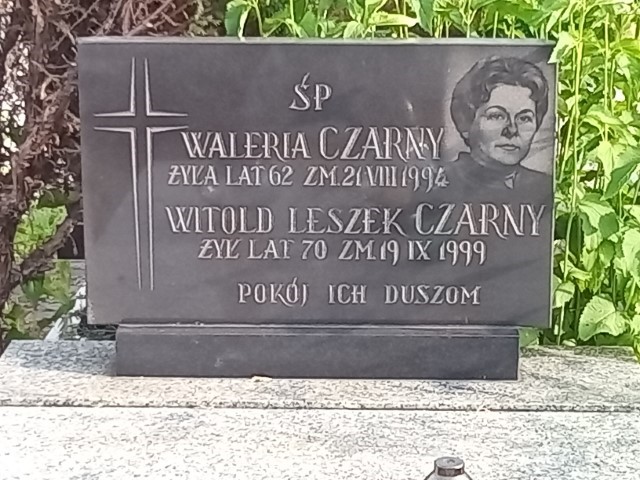 ŚP
WALERIA CZARNY
ŻYŁA LAT 62 ZM. 21 VIII 1994
WITOLD LESZEK CZARNY
ŻYŁ LAT 70 ZM. 19 IX 1999
POKÓJ ICH DUSZOM